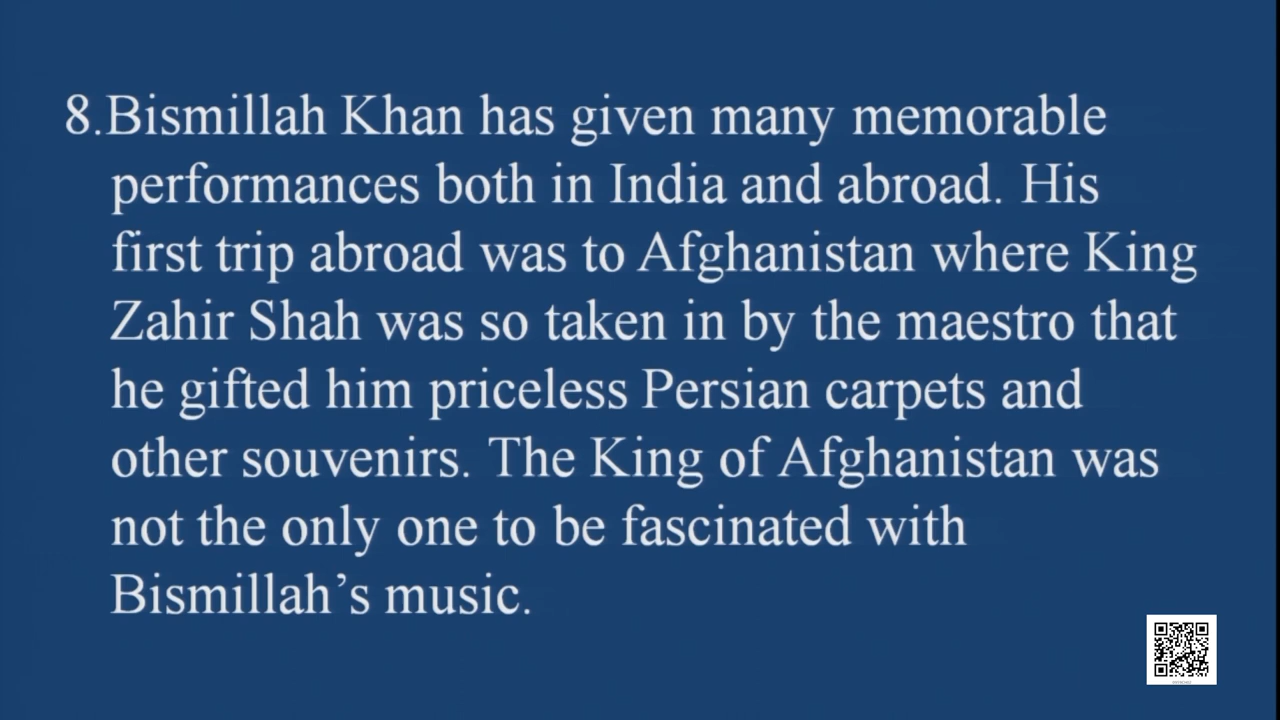 8.Bismillah Khan has given many memorable
performances both in India and abroad. His
first trip abroad was to Afghanistan where King
Zahir Shah was so taken in by the maestro that
he gifted him priceless Persian carpets and
other souvenirs. The King of Afghanistan was
not the only one to be fascinated with
Bismillah’s music.